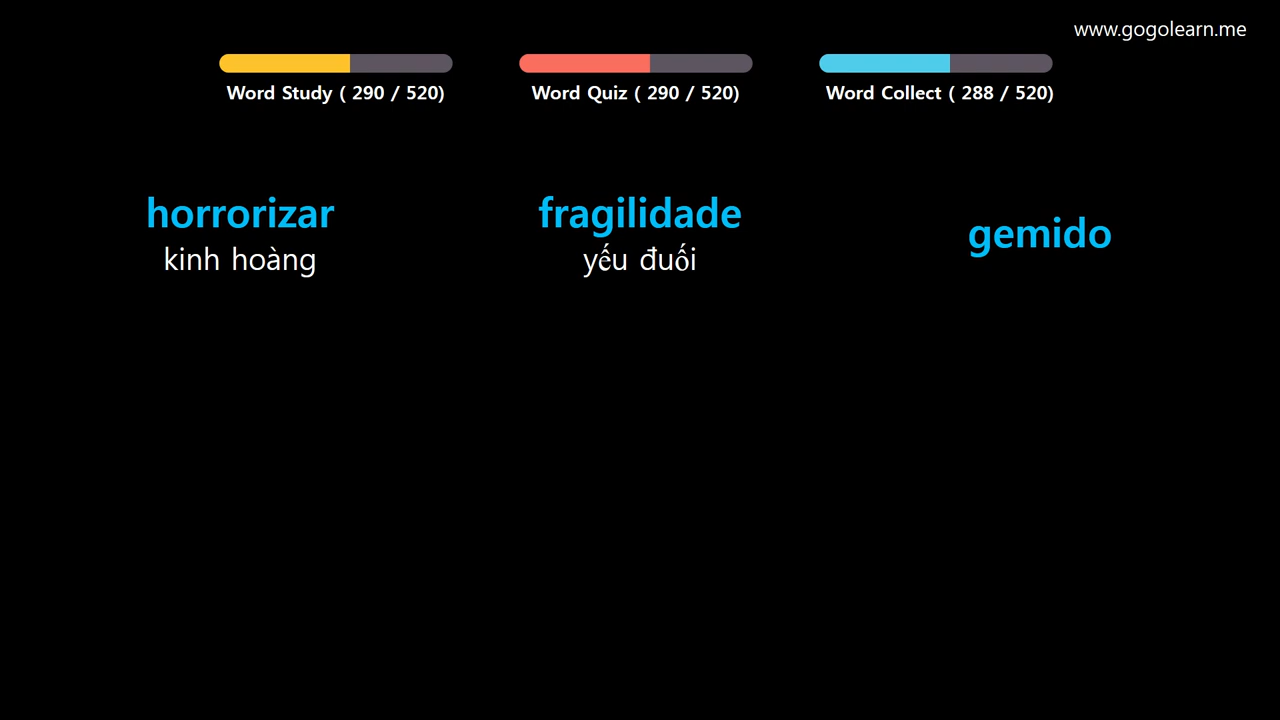 www.gogolearn.me
Word Study ( 290 / 520)
Word Quiz ( 290 / 520)
Word Collect ( 288 / 520)
horrorizar
kinh hoàng
fragilidade
yếu đuối
gemido